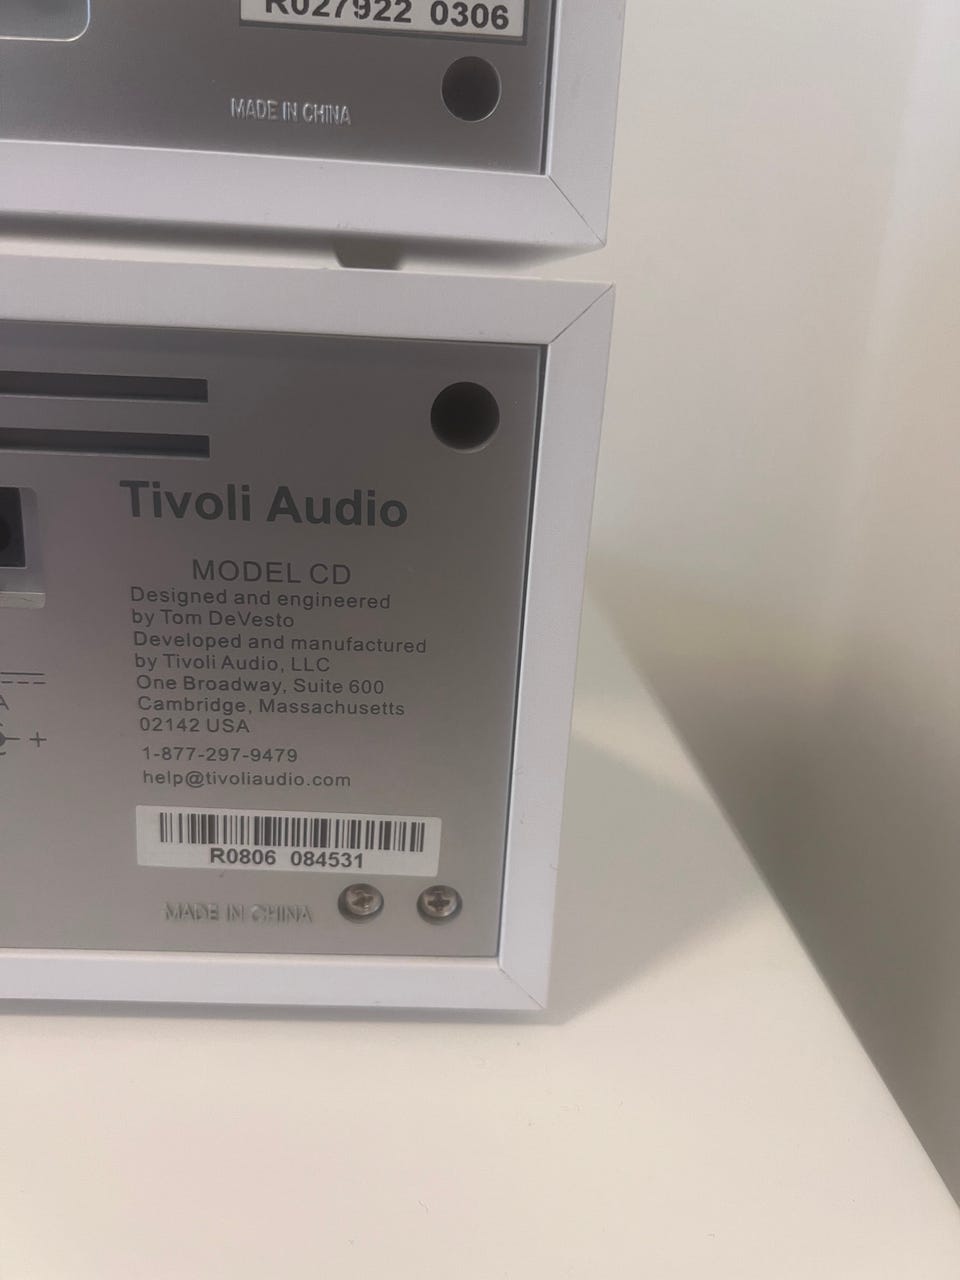 R027922 0306
MADE IN CHINA
Tivoli Audio
MODEL CD
Designed and engineered
by Tom DeVesto
Developed and manufactured
by Tivoli Audio, LLC
One Broadway, Suite 600
Cambridge, Massachusetts
02142 USA
1-877-297-9479
help@tivoliaudio.com
A
+
R0806 084531
MADE IN CHINA